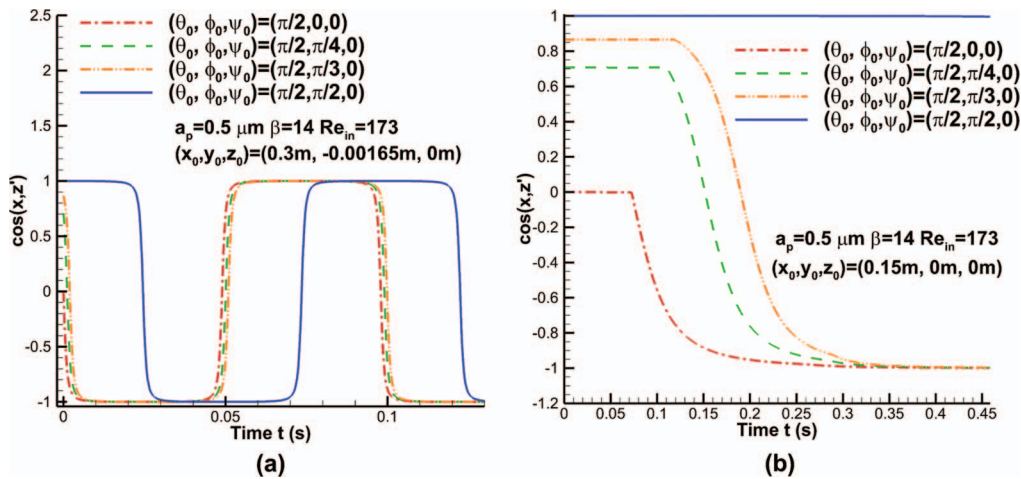 2.5
2
1.5
1
0.5
0
-0.5
-1
cos(x,z')
(θ₀, ϕ₀,ψ₀)=(π/2,0,0)
(θ₀, ϕ₀,ψ₀)=(π/2,π/4,0)
(θ₀, ϕ₀,ψ₀)=(π/2,π/3,0)
(θ₀, ϕ₀,ψ₀)=(π/2,π/2,0)
aₚ=0.5 μm β=14 Reᵢₙ=173
(x₀,y₀,z₀)=(0.3m, -0.00165m, 0m)
0 0.05 0.1
Time t (s)
(a)
1
0.8
0.6
0.4
0.2
0
-0.2
-0.4
-0.6
-0.8
-1
-1.2
cos(x,z')
(θ₀, ϕ₀,ψ₀)=(π/2,0,0)
(θ₀, ϕ₀,ψ₀)=(π/2,π/4,0)
(θ₀, ϕ₀,ψ₀)=(π/2,π/3,0)
(θ₀, ϕ₀,ψ₀)=(π/2,π/2,0)
aₚ=0.5 μm β=14 Reᵢₙ=173
(x₀,y₀,z₀)=(0.15m, 0m, 0m)
0 0.05 0.1 0.15 0.2 0.25 0.3 0.35 0.4 0.45
Time t (s)
(b)